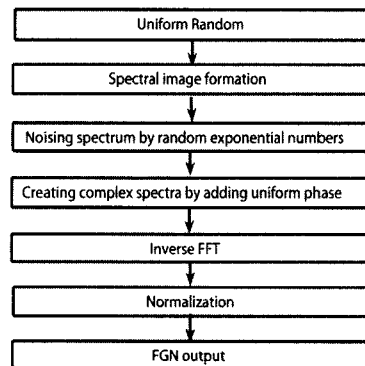 Uniform Random
Spectral image formation
Noising spectrum by random exponential numbers
Creating complex spectra by adding uniform phase
Inverse FFT
Normalization
FGN output